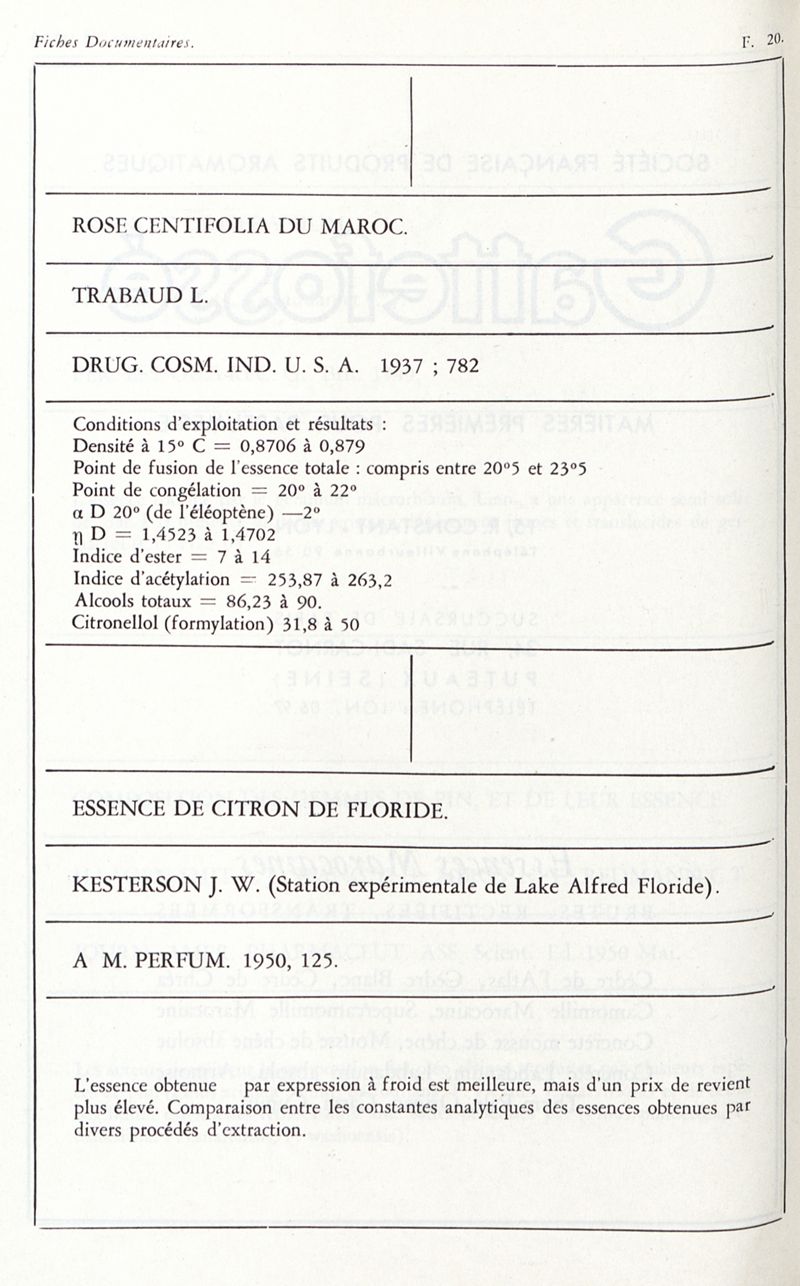 Fiches Documentaires.
F. 20.
ROSE CENTIFOLIA DU MAROC.
TRABAUD L.
DRUG. COSM. IND. U. S. A. 1937 ; 782
Conditions d'exploitation et résultats :
Densité à 15° C = 0,8706 à 0,879
Point de fusion de l'essence totale : compris entre 20°5 et 23°5
Point de congélation = 20° à 22°
α D 20° (de l'éléoptène) —2°
η D = 1,4523 à 1,4702
Indice d'ester = 7 à 14
Indice d'acétylation = 253,87 à 263,2
Alcools totaux = 86,23 à 90.
Citronellol (formylation) 31,8 à 50
ESSENCE DE CITRON DE FLORIDE.
KESTERSON J. W. (Station expérimentale de Lake Alfred Floride).
A M. PERFUM. 1950, 125.
L'essence obtenue par expression à froid est meilleure, mais d'un prix de revient
plus élevé. Comparaison entre les constantes analytiques des essences obtenues par
divers procédés d'extraction.